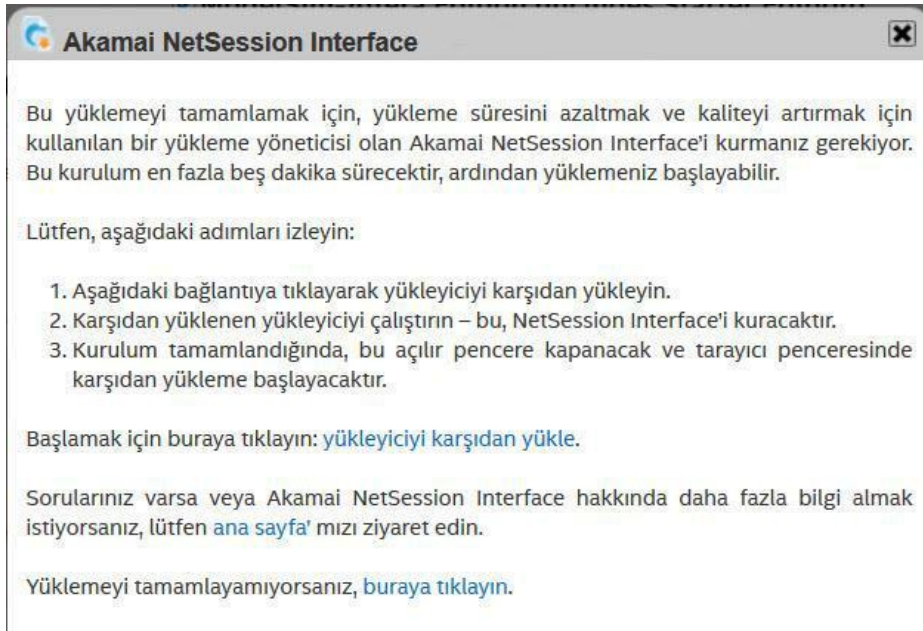 Akamai NetSession Interface
Bu yüklemeyi tamamlamak için, yükleme süresini azaltmak ve kaliteyi artırmak için
kullanılan bir yükleme yöneticisi olan Akamai NetSession Interface'i kurmanız gerekiyor.
Bu kurulum en fazla beş dakika sürecektir, ardından yüklemeniz başlayabilir.
Lütfen, aşağıdaki adımları izleyin:
1. Aşağıdaki bağlantıya tıklayarak yükleyiciyi karşıdan yükleyin.
2. Karşıdan yüklenen yükleyiciyi çalıştırın – bu, NetSession Interface'i kuracaktır.
3. Kurulum tamamlandığında, bu açılır pencere kapanacak ve tarayıcı penceresinde
karşıdan yükleme başlayacaktır.
Başlamak için buraya tıklayın: yükleyiciyi karşıdan yükle.
Sorularınız varsa veya Akamai NetSession Interface hakkında daha fazla bilgi almak
istiyorsanız, lütfen ana sayfa' mızı ziyaret edin.
Yüklemeyi tamamlayamıyorsanız, buraya tıklayın.